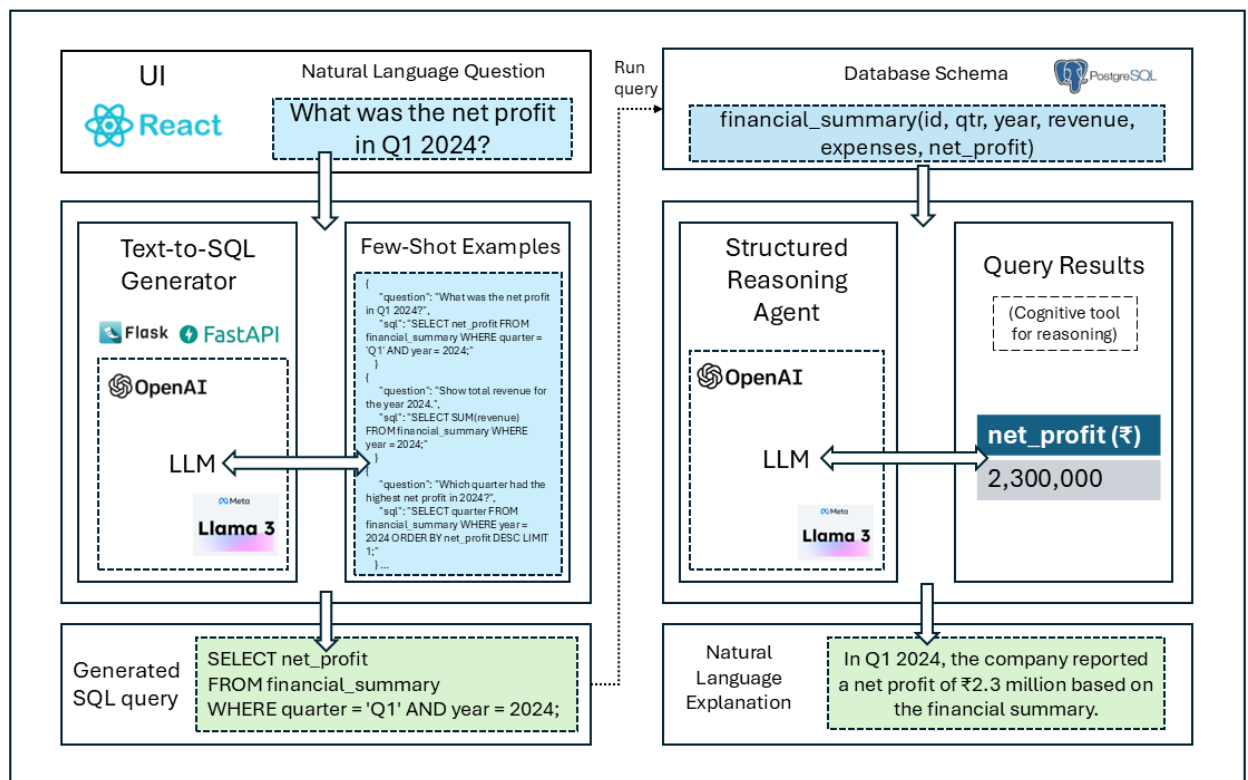 UI
React
Natural Language Question
What was the net profit
in Q1 2024?
Text-to-SQL
Generator
Flask
FastAPI
OpenAI
LLM
Meta
Llama 3
Few-Shot Examples
{
"question": "What was the net profit
in Q1 2024?",
"sql": "SELECT net_profit FROM
financial_summary WHERE quarter =
'Q1' AND year = 2024;"
}
{
"question": "Show total revenue for
the year 2024.",
"sql": "SELECT SUM(revenue)
FROM financial_summary WHERE
year = 2024;"
}
{
"question": "Which quarter had the
highest net profit in 2024?",
"sql": "SELECT quarter FROM
financial_summary WHERE year =
2024 ORDER BY net_profit DESC LIMIT
1;"
} ...
Generated
SQL query
SELECT net_profit
FROM financial_summary
WHERE quarter = 'Q1' AND year = 2024;
Run
query
Database Schema
PostgreSQL
financial_summary(id, qtr, year, revenue,
expenses, net_profit)
Structured
Reasoning
Agent
OpenAI
LLM
Meta
Llama 3
Query Results
(Cognitive tool
for reasoning)
net_profit (₹)
2,300,000
Natural
Language
Explanation
In Q1 2024, the company reported
a net profit of ₹2.3 million based on
the financial summary.